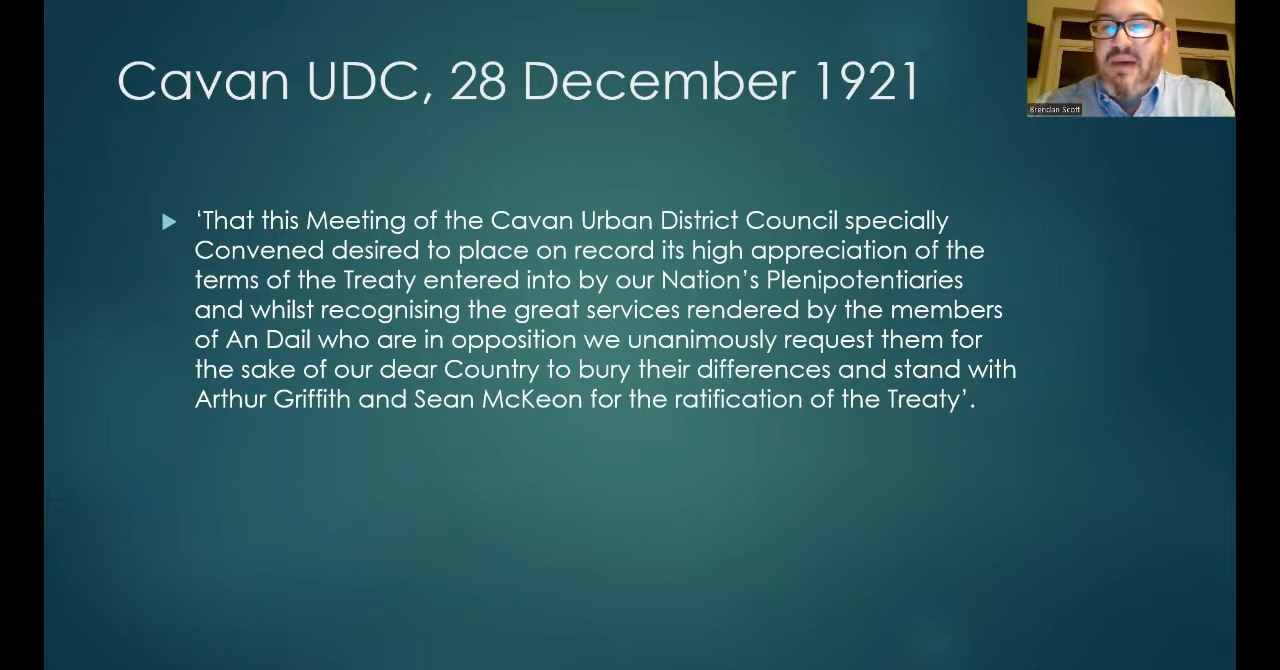 Cavan UDC, 28 December 1921
Brendan Scott
‘That this Meeting of the Cavan Urban District Council specially
Convened desired to place on record its high appreciation of the
terms of the Treaty entered into by our Nation’s Plenipotentiaries
and whilst recognising the great services rendered by the members
of An Dail who are in opposition we unanimously request them for
the sake of our dear Country to bury their differences and stand with
Arthur Griffith and Sean McKeon for the ratification of the Treaty’.